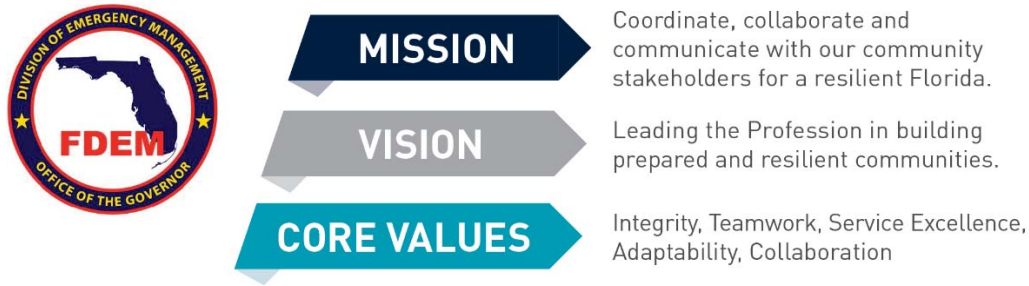 DIVISION OF EMERGENCY MANAGEMENT
FDEM
OFFICE OF THE GOVERNOR
MISSION
Coordinate, collaborate and
communicate with our community
stakeholders for a resilient Florida.
VISION
Leading the Profession in building
prepared and resilient communities.
CORE VALUES
Integrity, Teamwork, Service Excellence,
Adaptability, Collaboration